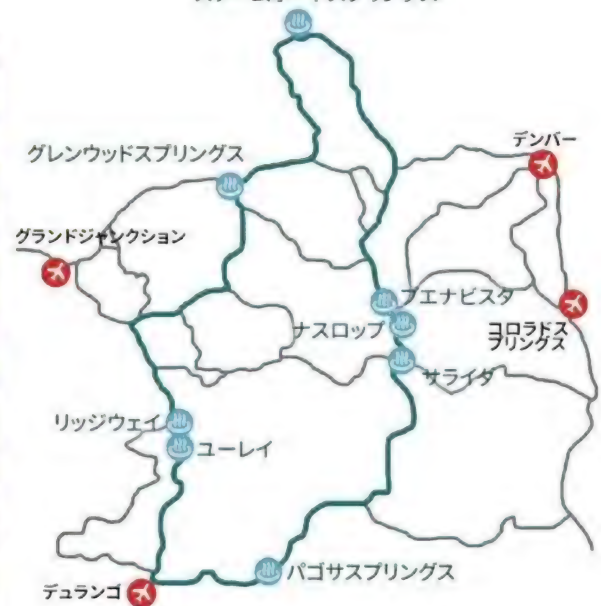 デンバー
グレンウッドスプリングス
グランドジャンクション
ブエナビスタ
ナスロップ
コロラドス
プリングス
サライダ
リッジウェイ
ユーレイ
パゴサスプリングス
デュランゴ